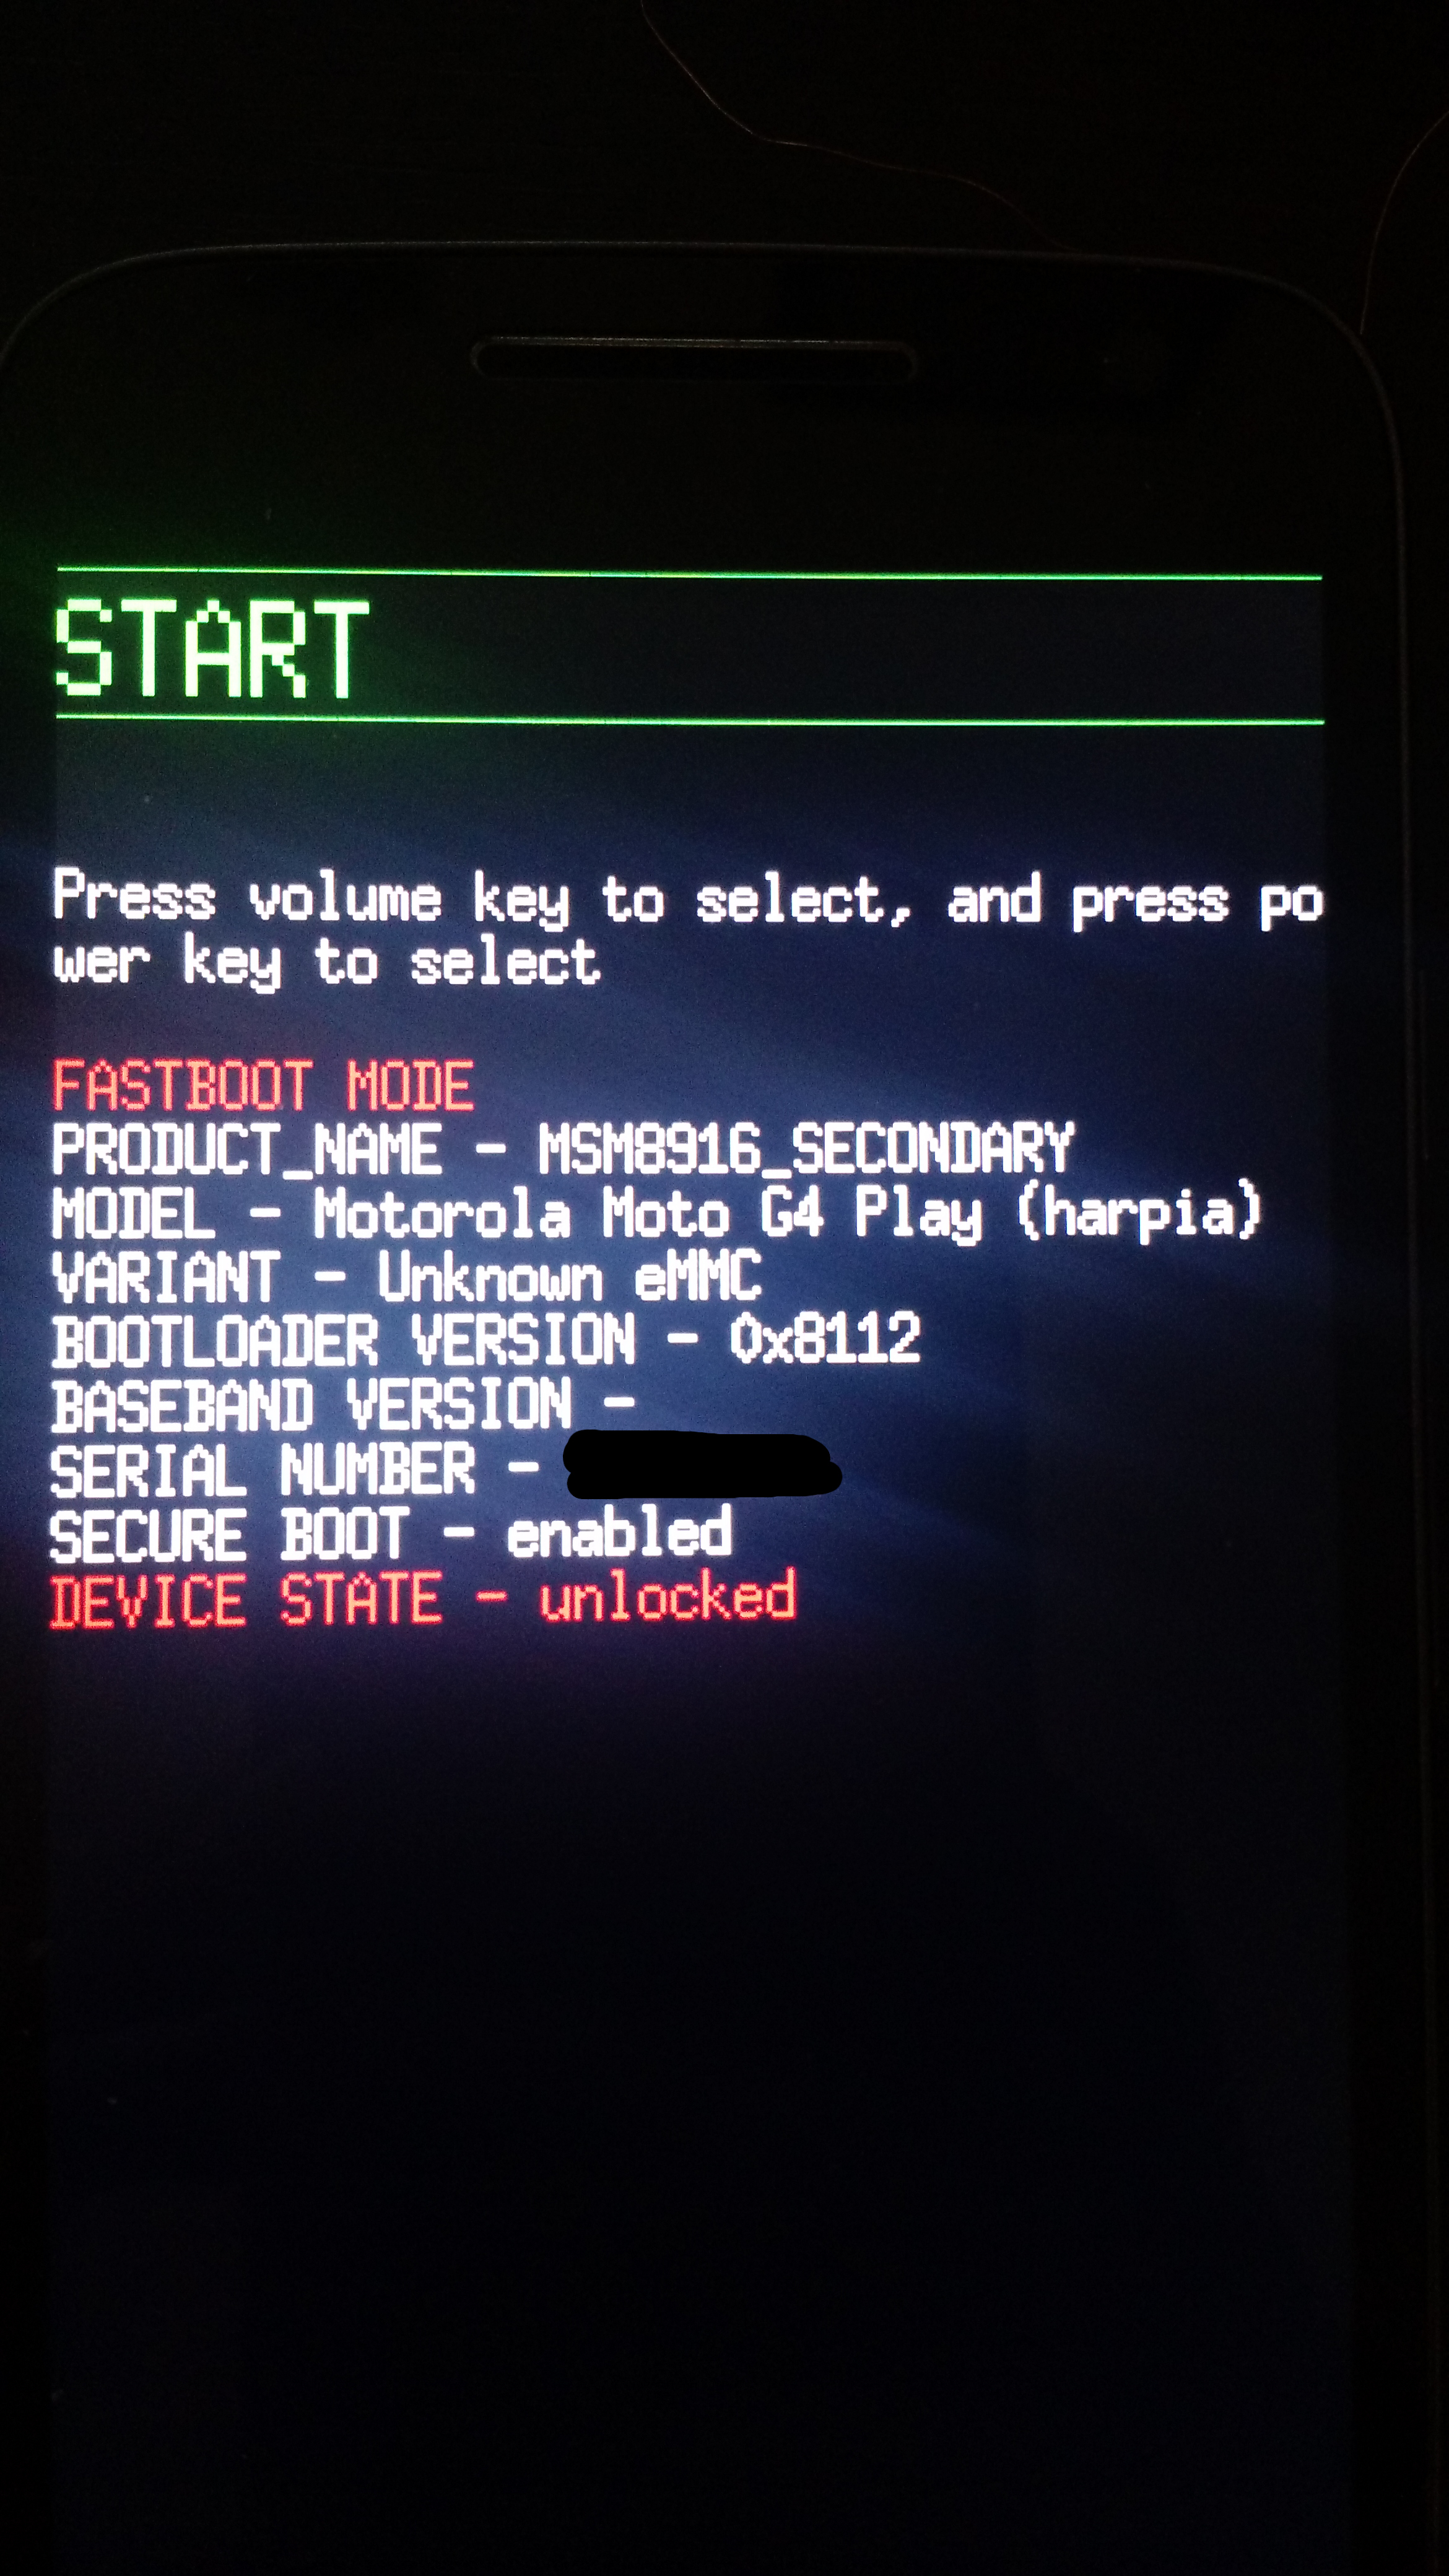 START
Press volume key to select, and press po
wer key to select
FASTBOOT MODE
PRODUCT_NAME - MSM8916_SECONDARY
MODEL - Motorola Moto G4 Play (harpia)
VARIANT - Unknown eMMC
BOOTLOADER VERSION - 0x8112
BASEBAND VERSION -
SERIAL NUMBER -
SECURE BOOT - enabled
DEVICE STATE - unlocked